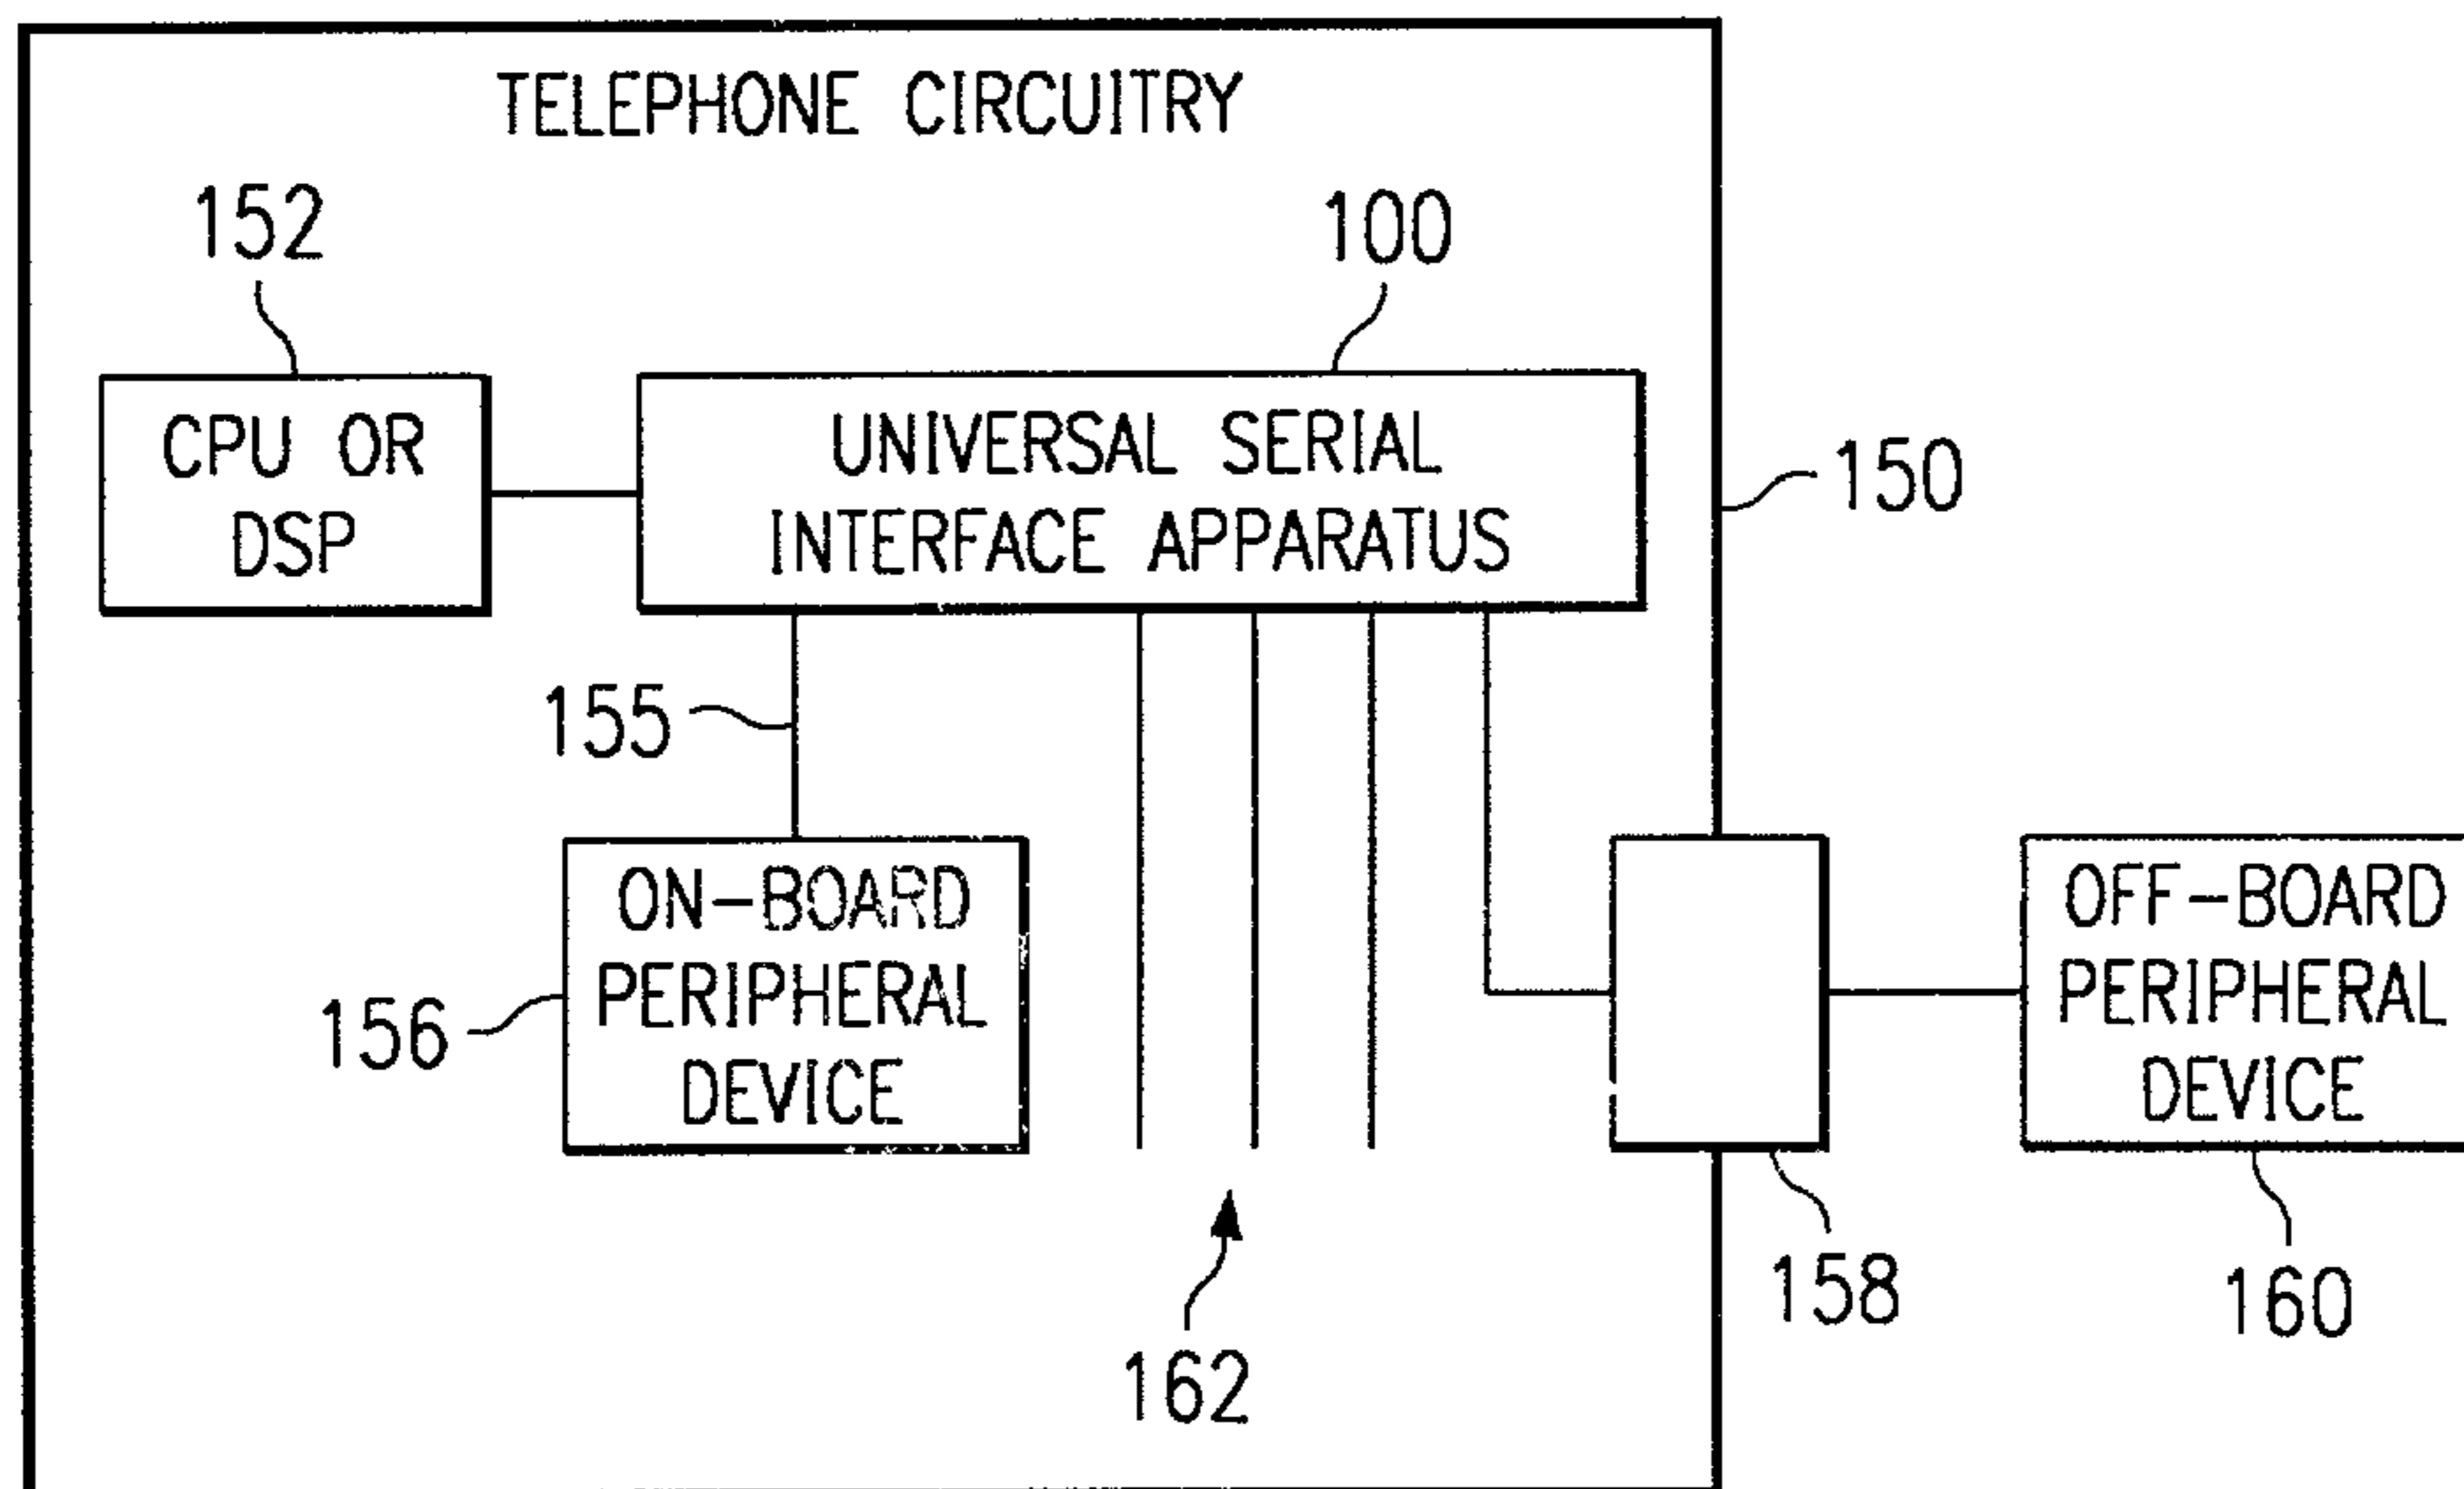 TELEPHONE CIRCUITRY
152
100
CPU OR
DSP
UNIVERSAL SERIAL
INTERFACE APPARATUS
150
155
ON-BOARD
PERIPHERAL
DEVICE
156
OFF-BOARD
PERIPHERAL
DEVICE
158
160
162